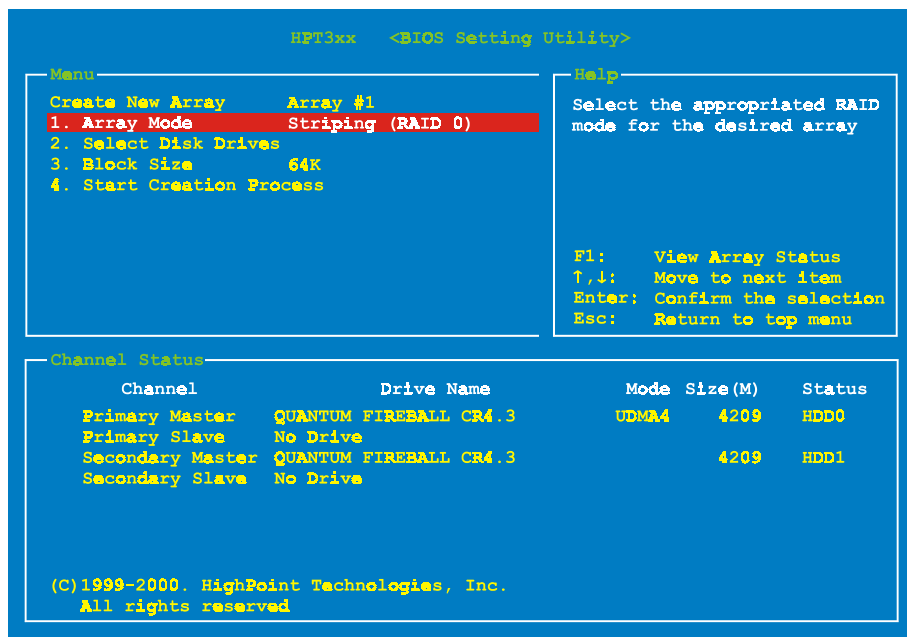 HPT3xx <BIOS Setting Utility>
Menu
Create New Array Array #1
1. Array Mode Striping (RAID 0)
2. Select Disk Drives
3. Block Size 64K
4. Start Creation Process
Help
Select the appropriated RAID
mode for the desired array
F1: View Array Status
↑,↓: Move to next item
Enter: Confirm the selection
Esc: Return to top menu
Channel Status
Channel Drive Name Mode Size(M) Status
Primary Master QUANTUM FIREBALL CR4.3 UDMA4 4209 HDD0
Primary Slave No Drive
Secondary Master QUANTUM FIREBALL CR4.3 4209 HDD1
Secondary Slave No Drive
(C)1999-2000. HighPoint Technologies, Inc.
All rights reserved